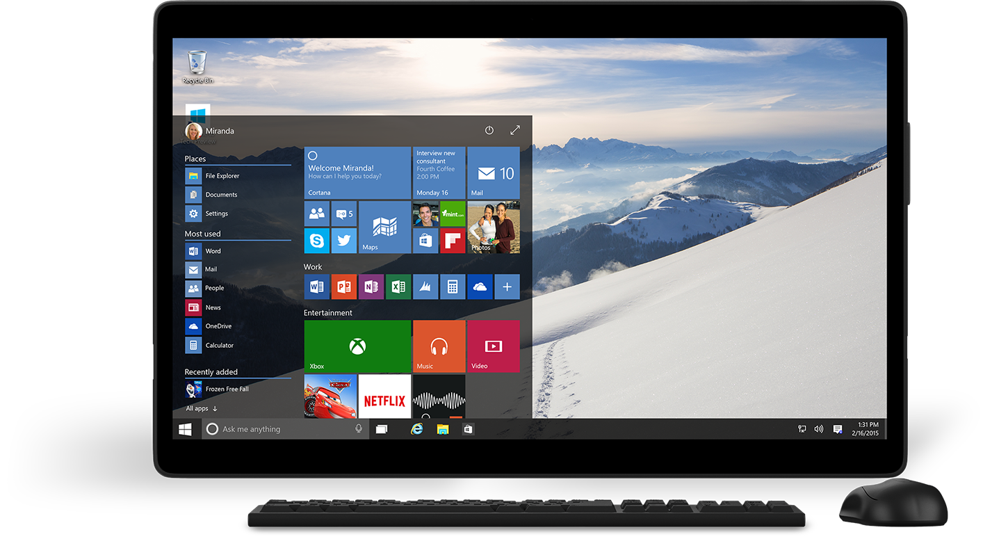 Recycle Bin
Tech Preview
Miranda
Places
File Explorer
Documents
Settings
Most used
Word
Mail
People
News
OneDrive
Calculator
Recently added
Frozen Free Fall
All apps
Welcome Miranda!
How can I help you today?
Cortana
Interview new
consultant
Fourth Coffee
2:00 PM
Monday 16
10
Mail
5
Maps
mint.com
Photos
Work
Entertainment
Xbox
Music
Video
CARS
NETFLIX
Ask me anything
1:31 PM
2/16/2015